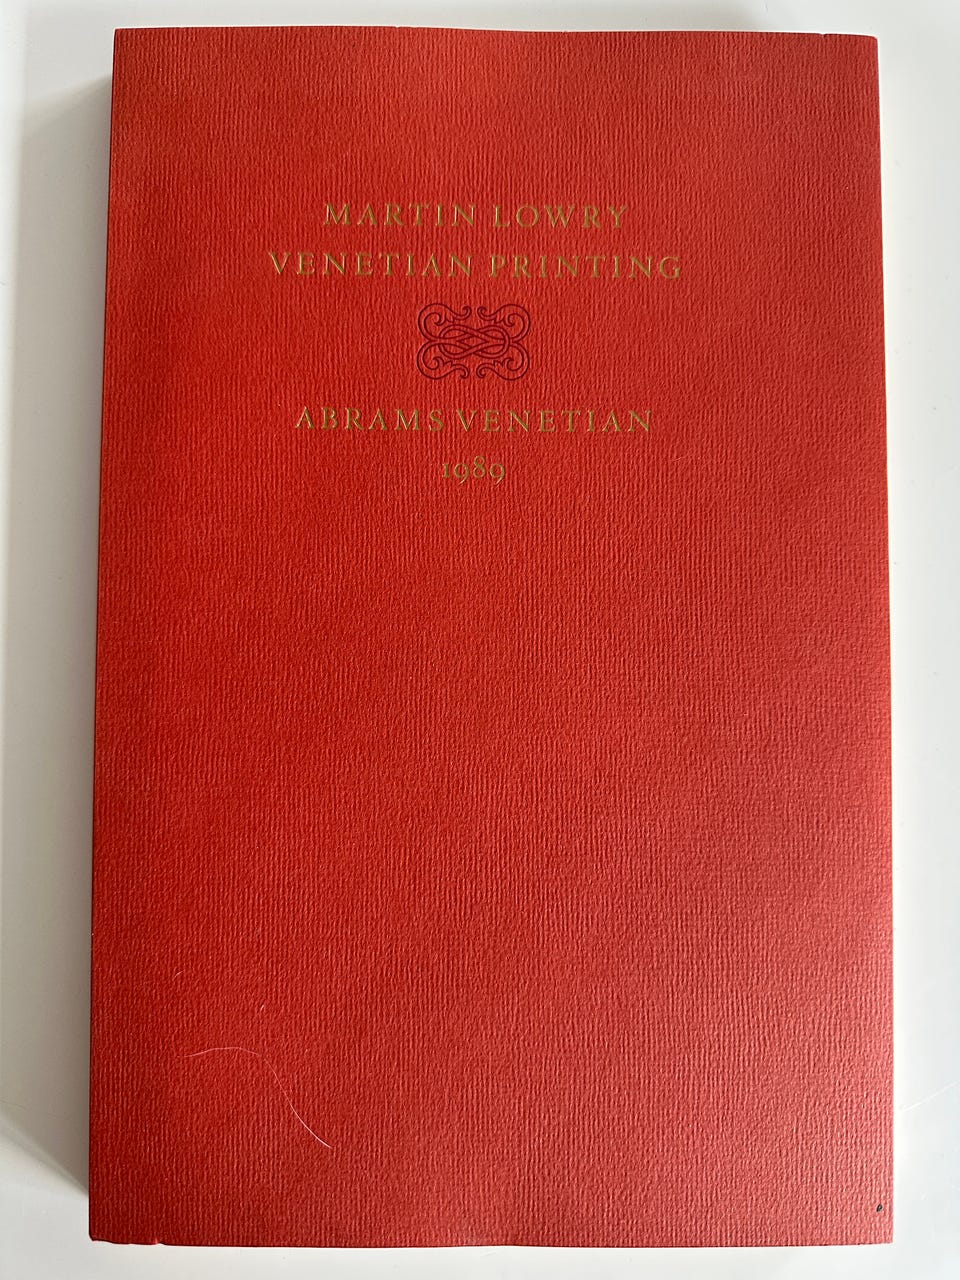 MARTIN LOWRY
VENETIAN PRINTING
ABRAMS VENETIAN
1989